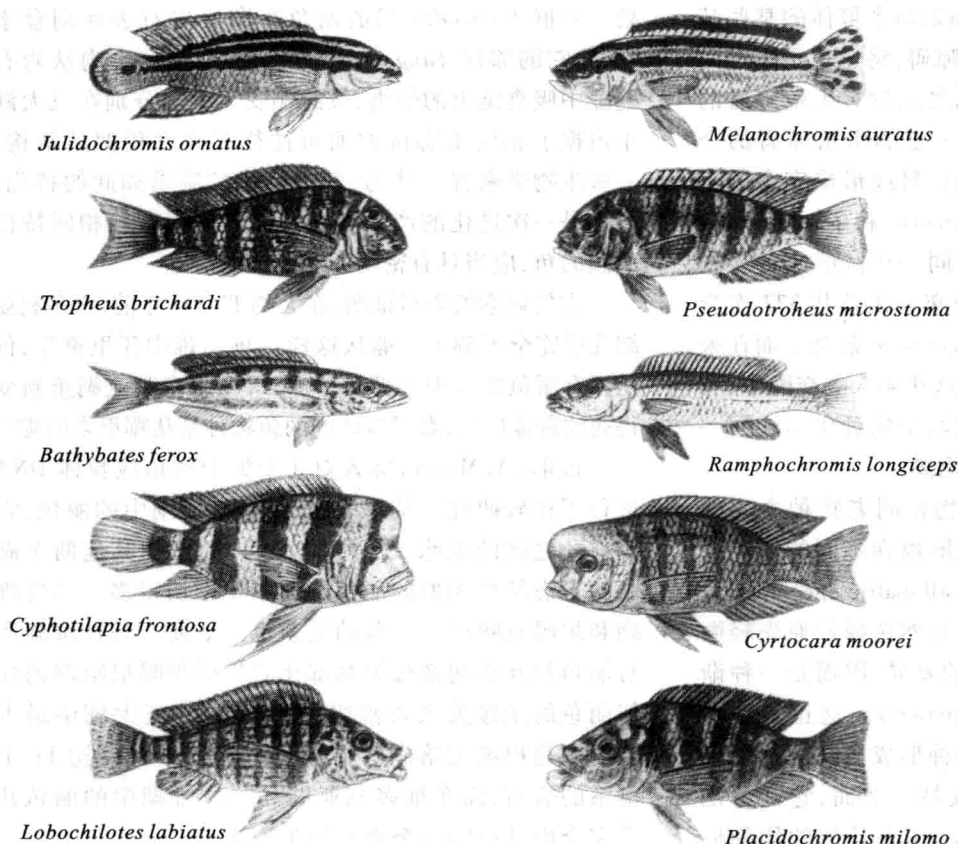 Julidochromis ornatus
Melanochromis auratus
Tropheus brichardi
Pseuodotroheus microstoma
Bathybates ferox
Ramphochromis longiceps
Cyphotilapia frontosa
Cyrtocara moorei
Lobochilotes labiatus
Placidochromis milomo